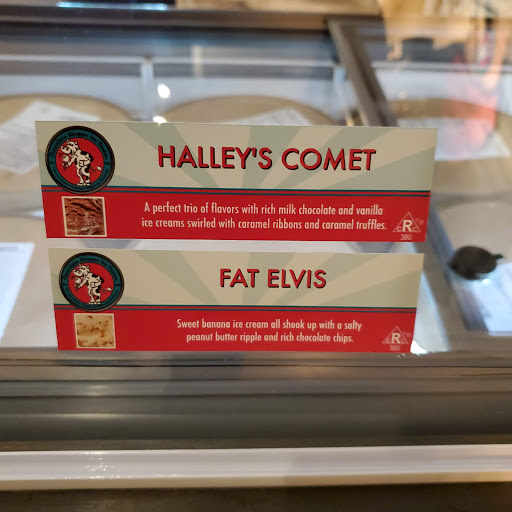 HALLEY'S COMET
A perfect trio of flavors with rich milk chocolate and vanilla
ice creams swirled with caramel ribbons and caramel truffles.
R
380
FAT ELVIS
Sweet banana ice cream all shook up with a salty
peanut butter ripple and rich chocolate chips.
R